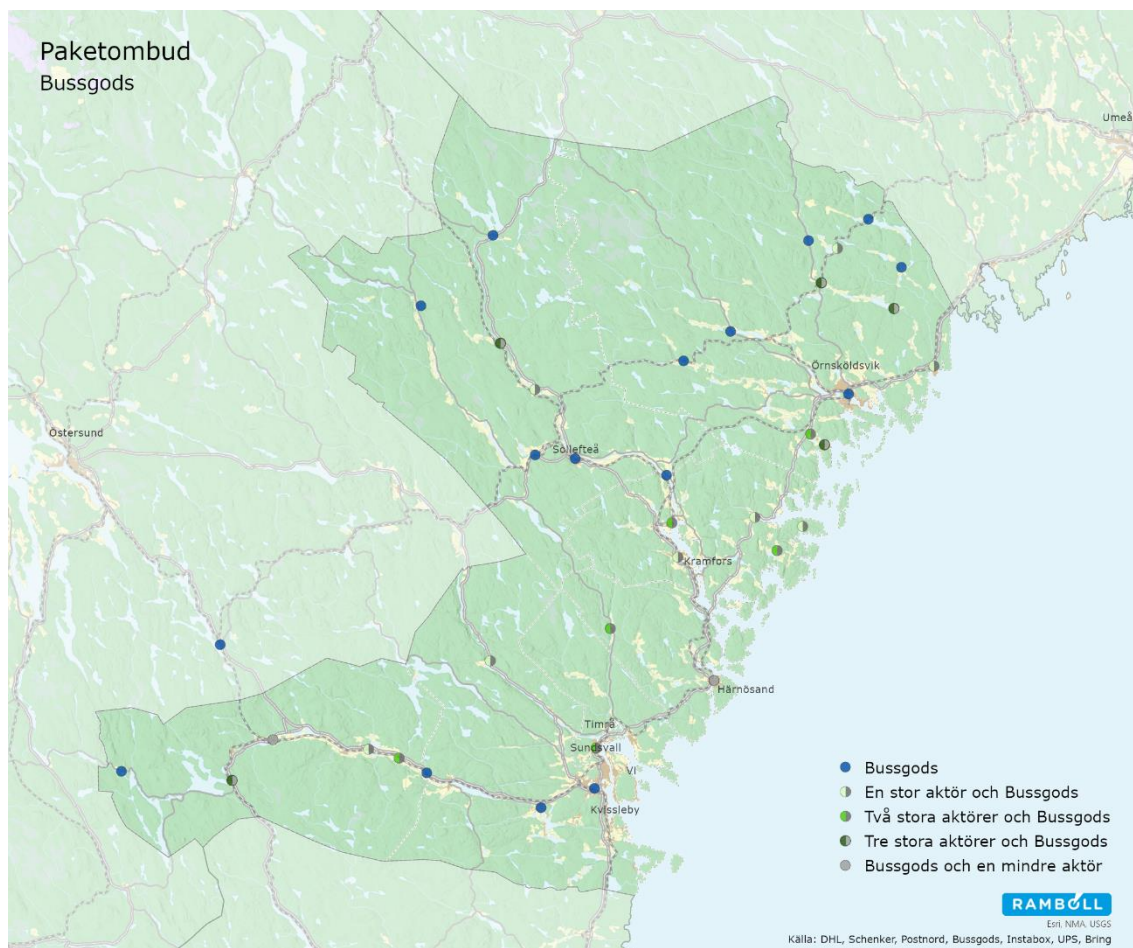 Paketombud
Bussgods
Umeå
Örnsköldsvik
Östersund
Sollefteå
Kramfors
Härnösand
Timrå
Sundsvall
Vi
Kvissleby
Bussgods
En stor aktör och Bussgods
Två stora aktörer och Bussgods
Tre stora aktörer och Bussgods
Bussgods och en mindre aktör
RAMBOLL
Esri, NMA, USGS
Källa: DHL, Schenker, Postnord, Bussgods, Instabox, UPS, Bring